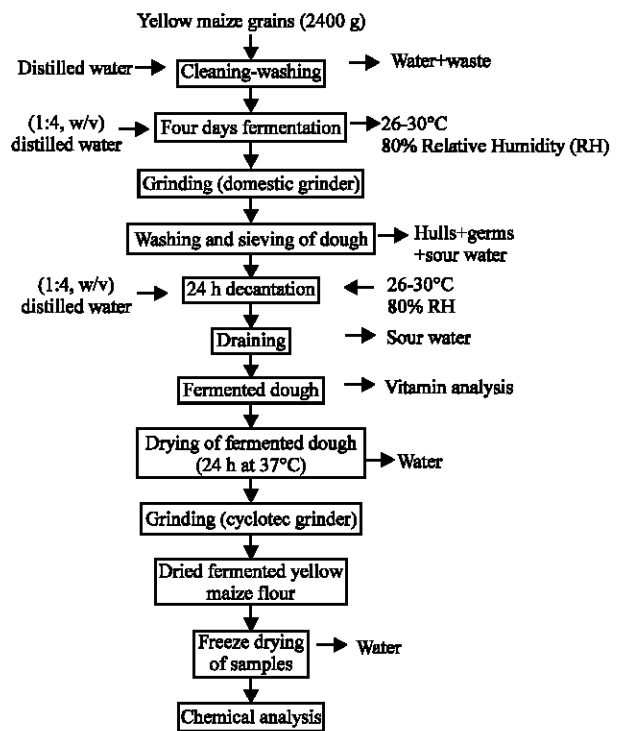 Yellow maize grains (2400 g)
Distilled water
Cleaning-washing
Water+waste
(1:4, w/v)
distilled water
Four days fermentation
26-30°C
80% Relative Humidity (RH)
Grinding (domestic grinder)
Washing and sieving of dough
Hulls+germs
+sour water
(1:4, w/v)
distilled water
24 h decantation
26-30°C
80% RH
Draining
Sour water
Fermented dough
Vitamin analysis
Drying of fermented dough
(24 h at 37°C)
Water
Grinding (cyclotec grinder)
Dried fermented yellow
maize flour
Freeze drying
of samples
Water
Chemical analysis